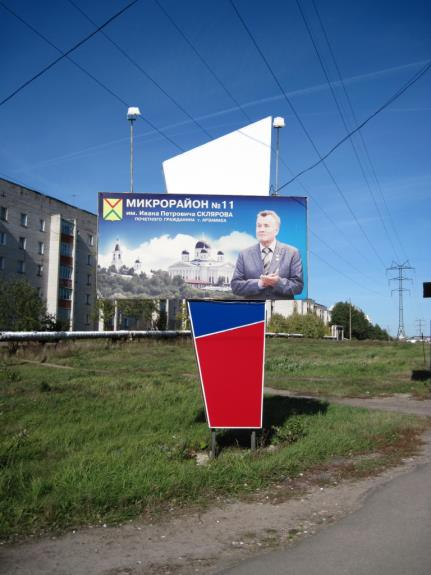 МИКРОРАЙОН №11
им. Ивана Петровича СКЛЯРОВА
ПОЧЕТНОГО ГРАЖДАНИНА г. АРЗАМАСА